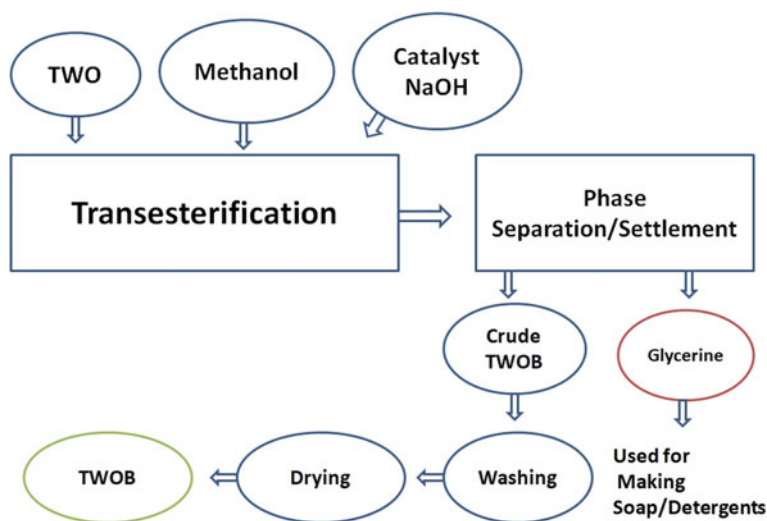 TWO
Methanol
Catalyst
NaOH
Transesterification
Phase
Separation/Settlement
Crude
TWOB
Glycerine
TWOB
Drying
Washing
Used for
Making
Soap/Detergents